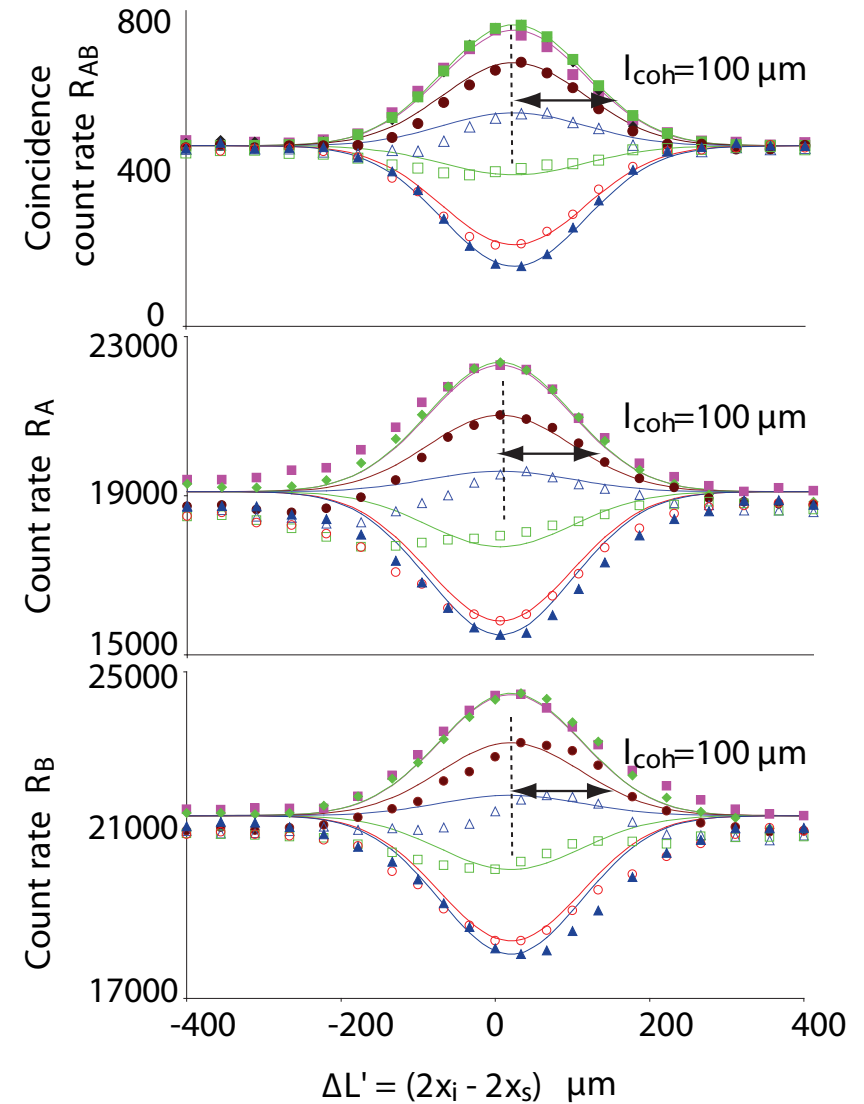 800
400
0
Coincidence
count rate R_AB
l_coh=100 μm
23000
19000
15000
Count rate R_A
l_coh=100 μm
25000
21000
17000
Count rate R_B
l_coh=100 μm
-400 -200 0 200 400
ΔL' = (2x_i - 2x_s) μm